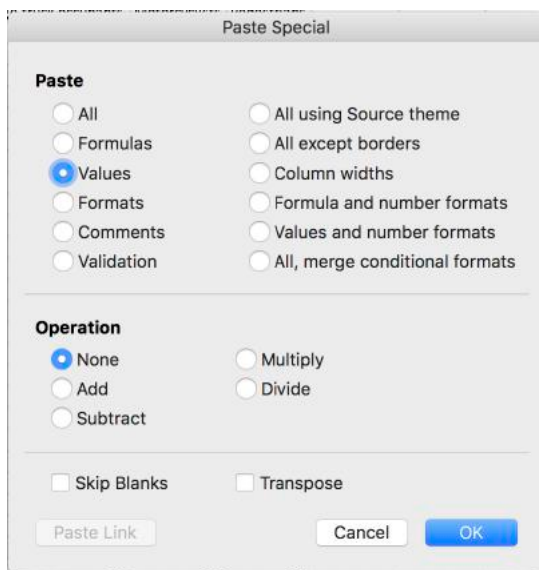 Paste Special
Paste
All
All using Source theme
Formulas
All except borders
Values
Column widths
Formats
Formula and number formats
Comments
Values and number formats
Validation
All, merge conditional formats
Operation
None
Multiply
Add
Divide
Subtract
Skip Blanks
Transpose
Paste Link
Cancel
OK